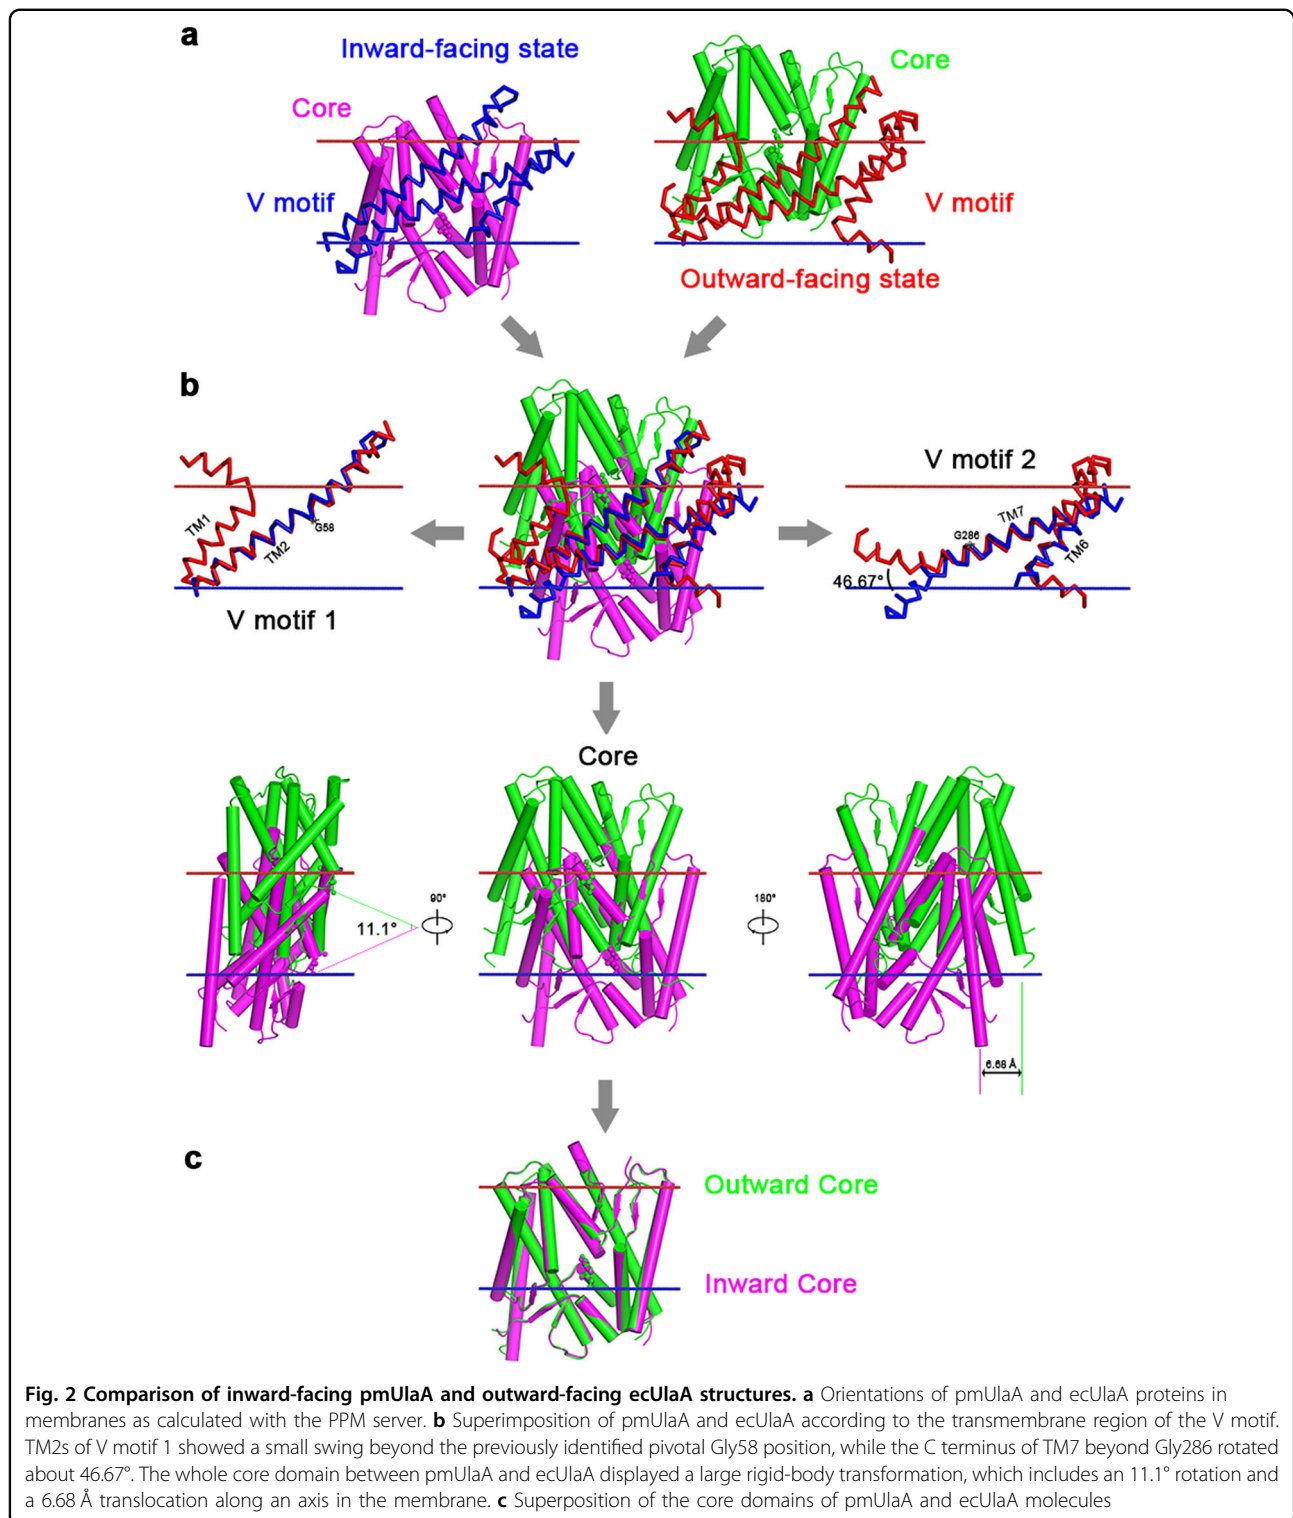 a
Inward-facing state
Core
Core
V motif
V motif
Outward-facing state
b
V motif 2
TM1
TM2
G58
G286
TM7
TM6
46.67°
V motif 1
Core
11.1°
90°
180°
6.68 Å
c
Outward Core
Inward Core
Fig. 2 Comparison of inward-facing pmUlaA and outward-facing ecUlaA structures. a Orientations of pmUlaA and ecUlaA proteins in
membranes as calculated with the PPM server. b Superimposition of pmUlaA and ecUlaA according to the transmembrane region of the V motif.
TM2s of V motif 1 showed a small swing beyond the previously identified pivotal Gly58 position, while the C terminus of TM7 beyond Gly286 rotated
about 46.67°. The whole core domain between pmUlaA and ecUlaA displayed a large rigid-body transformation, which includes an 11.1° rotation and
a 6.68 Å translocation along an axis in the membrane. c Superposition of the core domains of pmUlaA and ecUlaA molecules